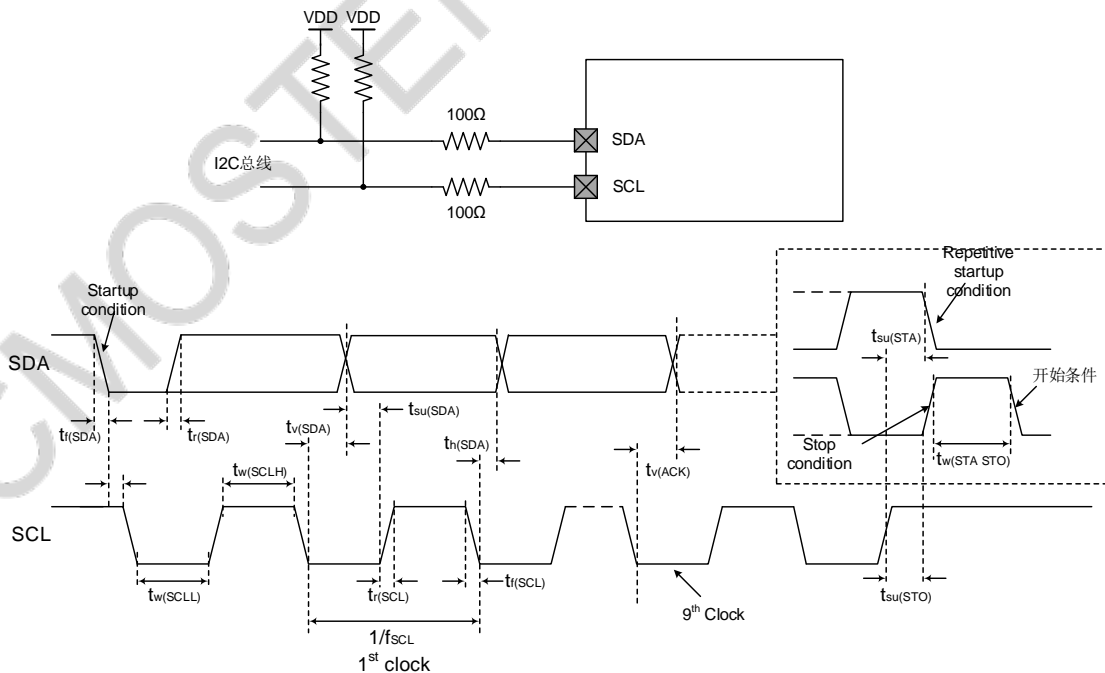 VDD VDD
100Ω
SDA
I2C总线
SCL
100Ω
Repetitive
startup
condition
Startup
condition
tsu(STA)
SDA
开始条件
tsu(SDA)
tf(SDA)
tr(SDA)
tv(SDA)
th(SDA)
Stop
condition
tw(STA STO)
tv(ACK)
tw(SCLH)
SCL
tw(SCLL)
tr(SCL)
tf(SCL)
tsu(STO)
9th Clock
1/fSCL
1st clock